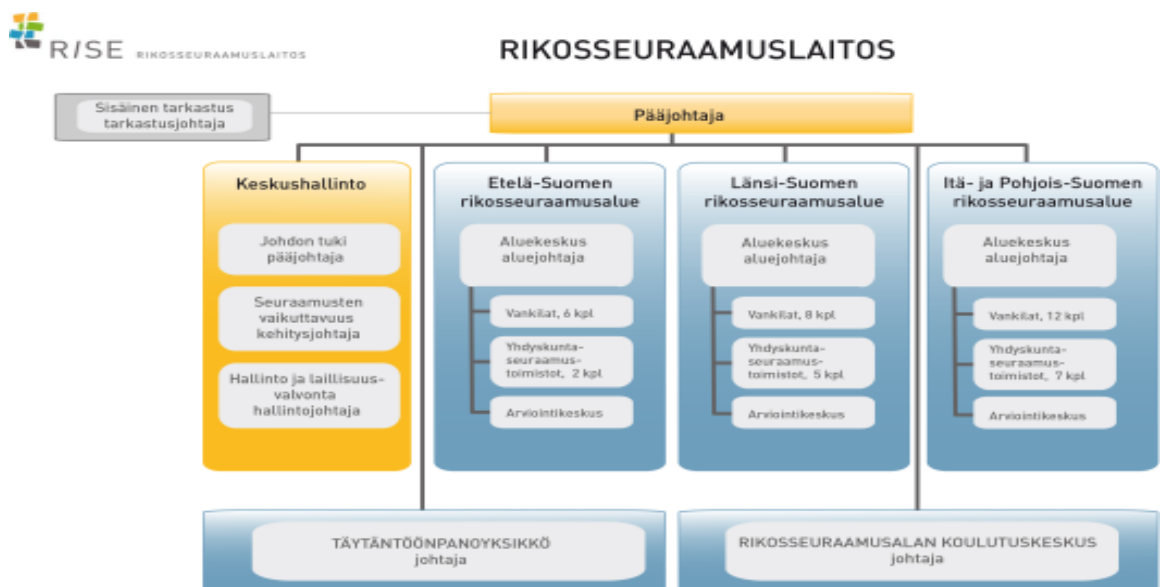 RISE RIKOSSEURAAMUSLAITOS
RIKOSSEURAAMUSLAITOS
Sisäinen tarkastus
tarkastusjohtaja
Pääjohtaja
Keskushallinto
Johdon tuki
pääjohtaja
Seuraamusten
vaikuttavuus
kehitysjohtaja
Hallinto ja laillisuus-
valvonta
hallintojohtaja
Etelä-Suomen
rikosseuraamusalue
Aluekeskus
aluejohtaja
Vankilat, 6 kpl
Yhdyskunta-
seuraamus-
toimistot, 2 kpl
Arviointikeskus
Länsi-Suomen
rikosseuraamusalue
Aluekeskus
aluejohtaja
Vankilat, 8 kpl
Yhdyskunta-
seuraamus-
toimistot, 5 kpl
Arviointikeskus
Itä- ja Pohjois-Suomen
rikosseuraamusalue
Aluekeskus
aluejohtaja
Vankilat, 12 kpl
Yhdyskunta-
seuraamus-
toimistot, 7 kpl
Arviointikeskus
TÄYTÄNTÖÖNPANOYKSIKKÖ
johtaja
RIKOSSEURAAMUSALAN KOULUTUSKESKUS
johtaja